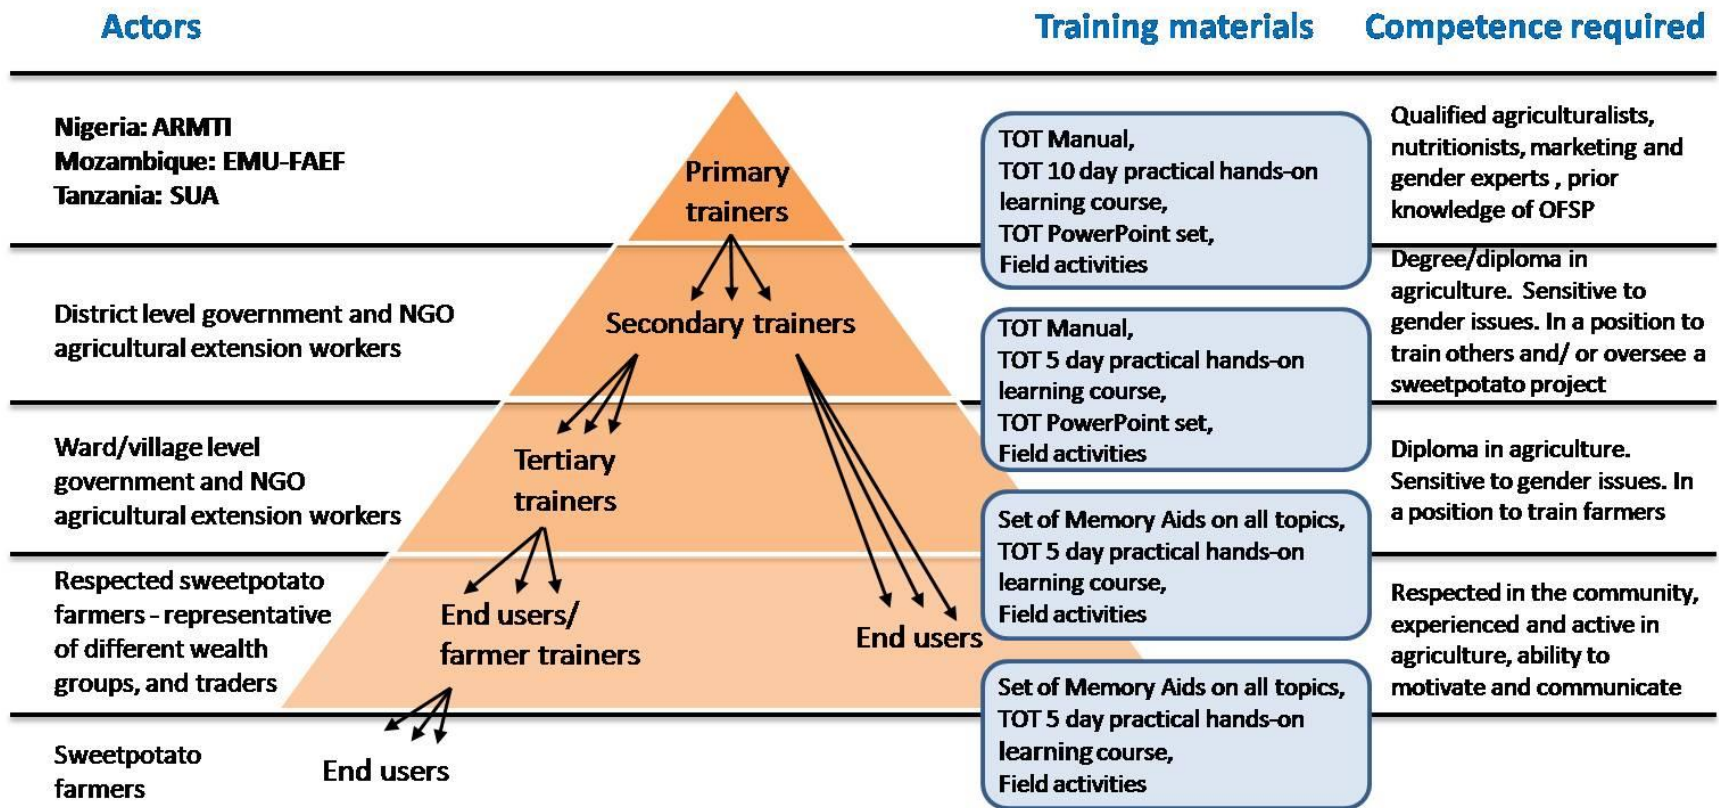 Actors
Training materials
Competence required
Nigeria: ARMTI
Mozambique: EMU-FAEF
Tanzania: SUA
Primary
trainers
TOT Manual,
TOT 10 day practical hands-on
learning course,
TOT PowerPoint set,
Field activities
Qualified agriculturalists,
nutritionists, marketing and
gender experts , prior
knowledge of OFSP
District level government and NGO
agricultural extension workers
Secondary trainers
TOT Manual,
TOT 5 day practical hands-on
learning course,
TOT PowerPoint set,
Field activities
Degree/diploma in
agriculture. Sensitive to
gender issues. In a position to
train others and/ or oversee a
sweetpotato project
Ward/village level
government and NGO
agricultural extension workers
Tertiary
trainers
Set of Memory Aids on all topics,
TOT 5 day practical hands-on
learning course,
Field activities
Diploma in agriculture.
Sensitive to gender issues. In
a position to train farmers
Respected sweetpotato
farmers - representative
of different wealth
groups, and traders
End users/
farmer trainers
End users
Set of Memory Aids on all topics,
TOT 5 day practical hands-on
learning course,
Field activities
Respected in the community,
experienced and active in
agriculture, ability to
motivate and communicate
Sweetpotato
farmers
End users